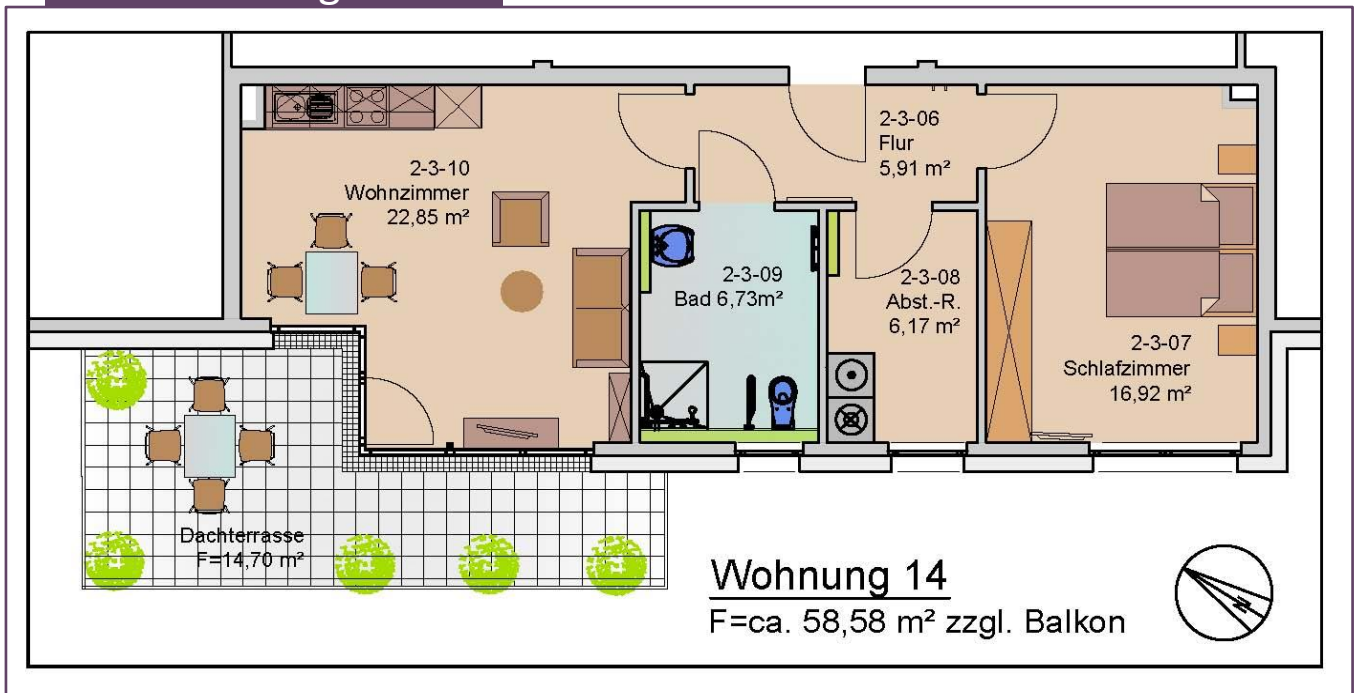 2-3-06
Flur
5,91 m²
2-3-10
Wohnzimmer
22,85 m²
2-3-09
Bad 6,73m²
2-3-08
Abst.-R.
6,17 m²
2-3-07
Schlafzimmer
16,92 m²
Dachterrasse
F=14,70 m²
Wohnung 14
F=ca. 58,58 m² zzgl. Balkon
N